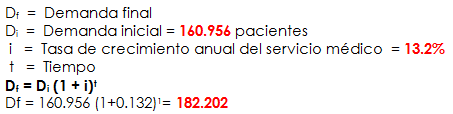 Df = Demanda final
Di = Demanda inicial = 160.956 pacientes
i = Tasa de crecimiento anual del servicio médico = 13.2%
t = Tiempo
Df = Di (1 + i)ᵗ
Df = 160.956 (1+0.132)¹= 182.202